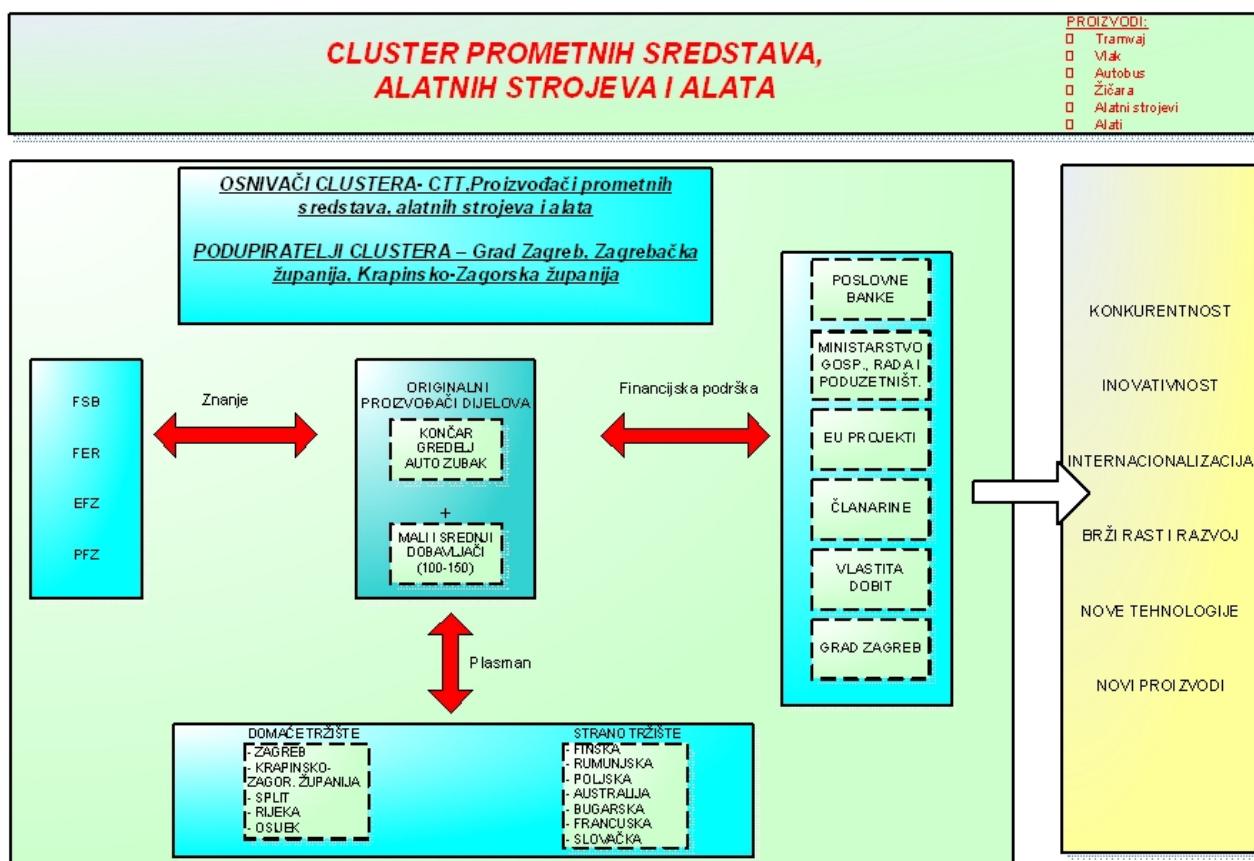 CLUSTER PROMETNIH SREDSTAVA,
ALATNIH STROJEVA I ALATA
PROIZVODI:
Tramvaj
Vlak
Autobus
Žičara
Alatni strojevi
Alati
OSNIVAČI CLUSTERA- CTT,Proizvođači prometnih
sredstava, alatnih strojeva i alata
PODUPIRATELJI CLUSTERA – Grad Zagreb, Zagrebačka
županija, Krapinsko-Zagorska županija
FSB
FER
EFZ
PFZ
Znanje
ORIGINALNI
PROIZVOĐAČI DIJELOVA
KONČAR
GREDELJ
AUTO ZUBAK
+
MALI I SREDNJI
DOBAVLJAČI
(100-150)
Financijska podrška
POSLOVNE
BANKE
MINISTARSTVO
GOSP., RADA I
PODUZETNIŠT.
EU PROJEKTI
ČLANARINE
VLASTITA
DOBIT
GRAD ZAGREB
Plasman
DOMAĆE TRŽIŠTE
- ZAGREB
- KRAPINSKO-
ZAGOR. ŽUPANIJA
- SPLIT
- RIJEKA
- OSIJEK
STRANO TRŽIŠTE
- FINSKA
- RUMUNJSKA
- POLJSKA
- AUSTRALIJA
- BUGARSKA
- FRANCUSKA
- SLOVAČKA
KONKURENTNOST
INOVATIVNOST
INTERNACIONALIZACIJA
BRŽI RAST I RAZVOJ
NOVE TEHNOLOGIJE
NOVI PROIZVODI